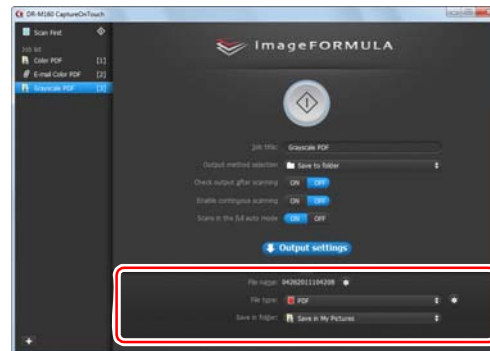 DR-M160 CaptureOnTouch
Scan First
Job list
Color PDF [1]
E-mail Color PDF [2]
Grayscale PDF [3]
imageFORMULA
Job title: Grayscale PDF
Output method selection: Save to folder
Check output after scanning ON OFF
Enable continuous scanning ON OFF
Scans in the full auto mode ON OFF
Output settings
File name: 04262011104208
File type: PDF
Save in folder: Save in My Pictures